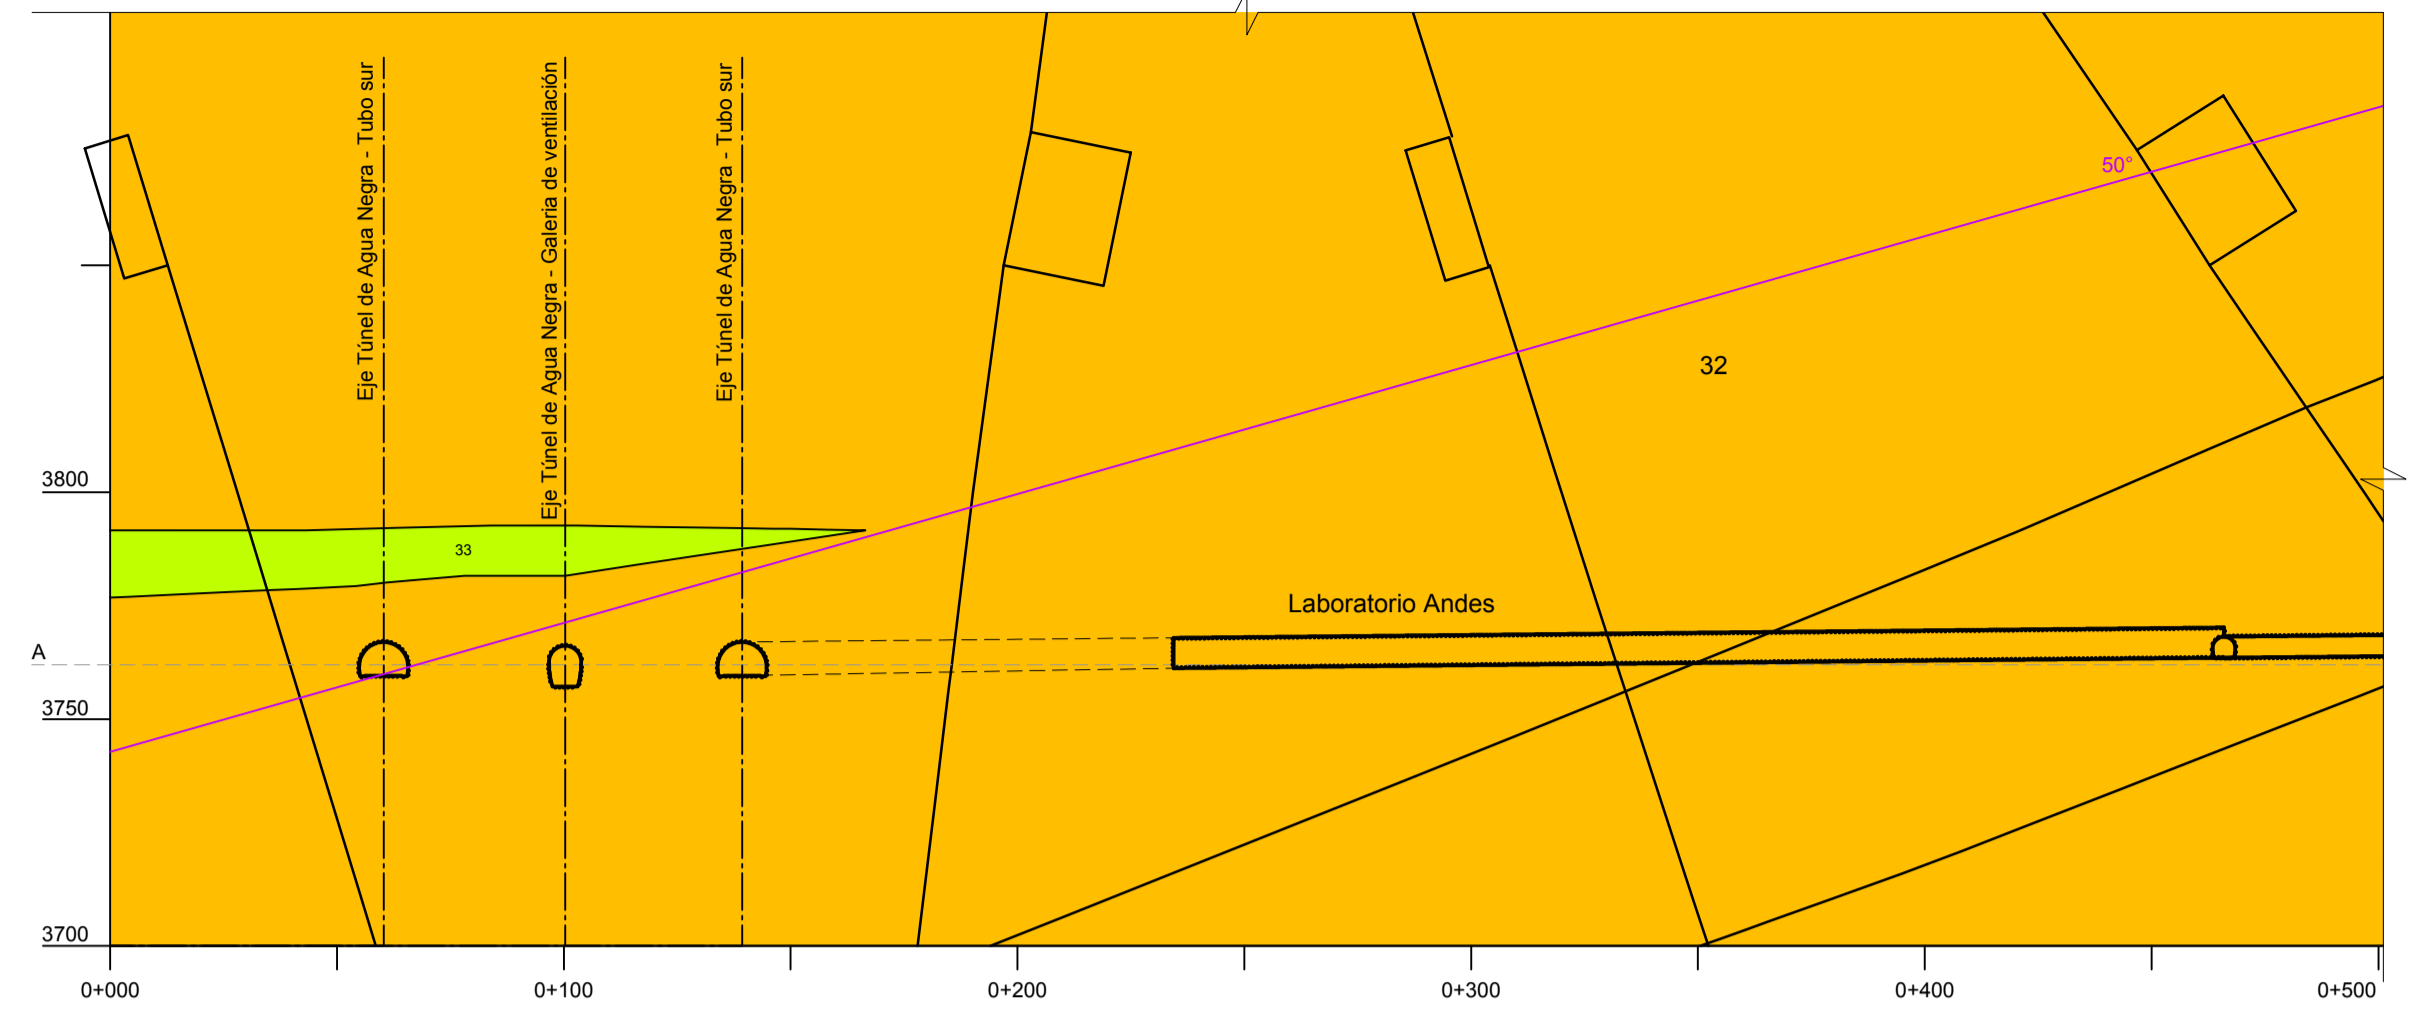 Eje Túnel de Agua Negra - Tubo sur
Eje Túnel de Agua Negra - Galeria de ventilación
Eje Túnel de Agua Negra - Tubo sur
50°
32
3800
33
Laboratorio Andes
A
3750
3700
0+000
0+100
0+200
0+300
0+400
0+500